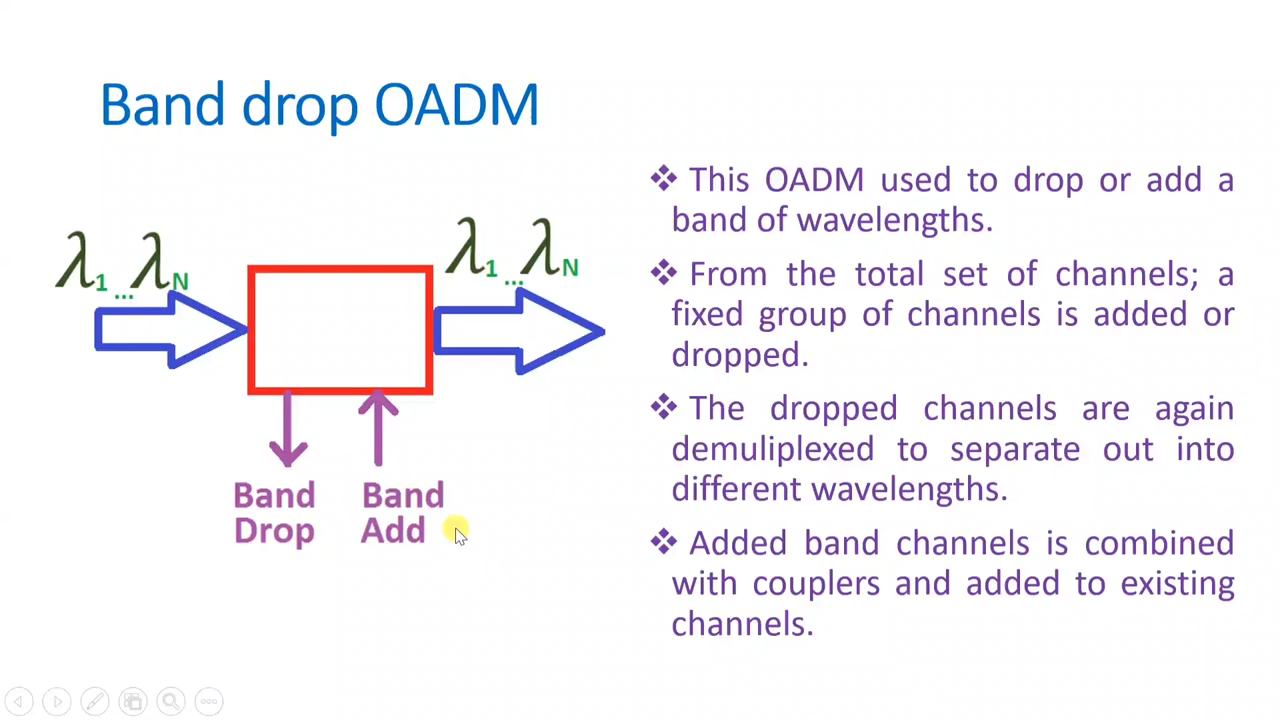 Band drop OADM
λ1 ... λN
λ1 ... λN
Band
Drop
Band
Add
❖ This OADM used to drop or add a
band of wavelengths.
❖ From the total set of channels; a
fixed group of channels is added or
dropped.
❖ The dropped channels are again
demuliplexed to separate out into
different wavelengths.
❖ Added band channels is combined
with couplers and added to existing
channels.